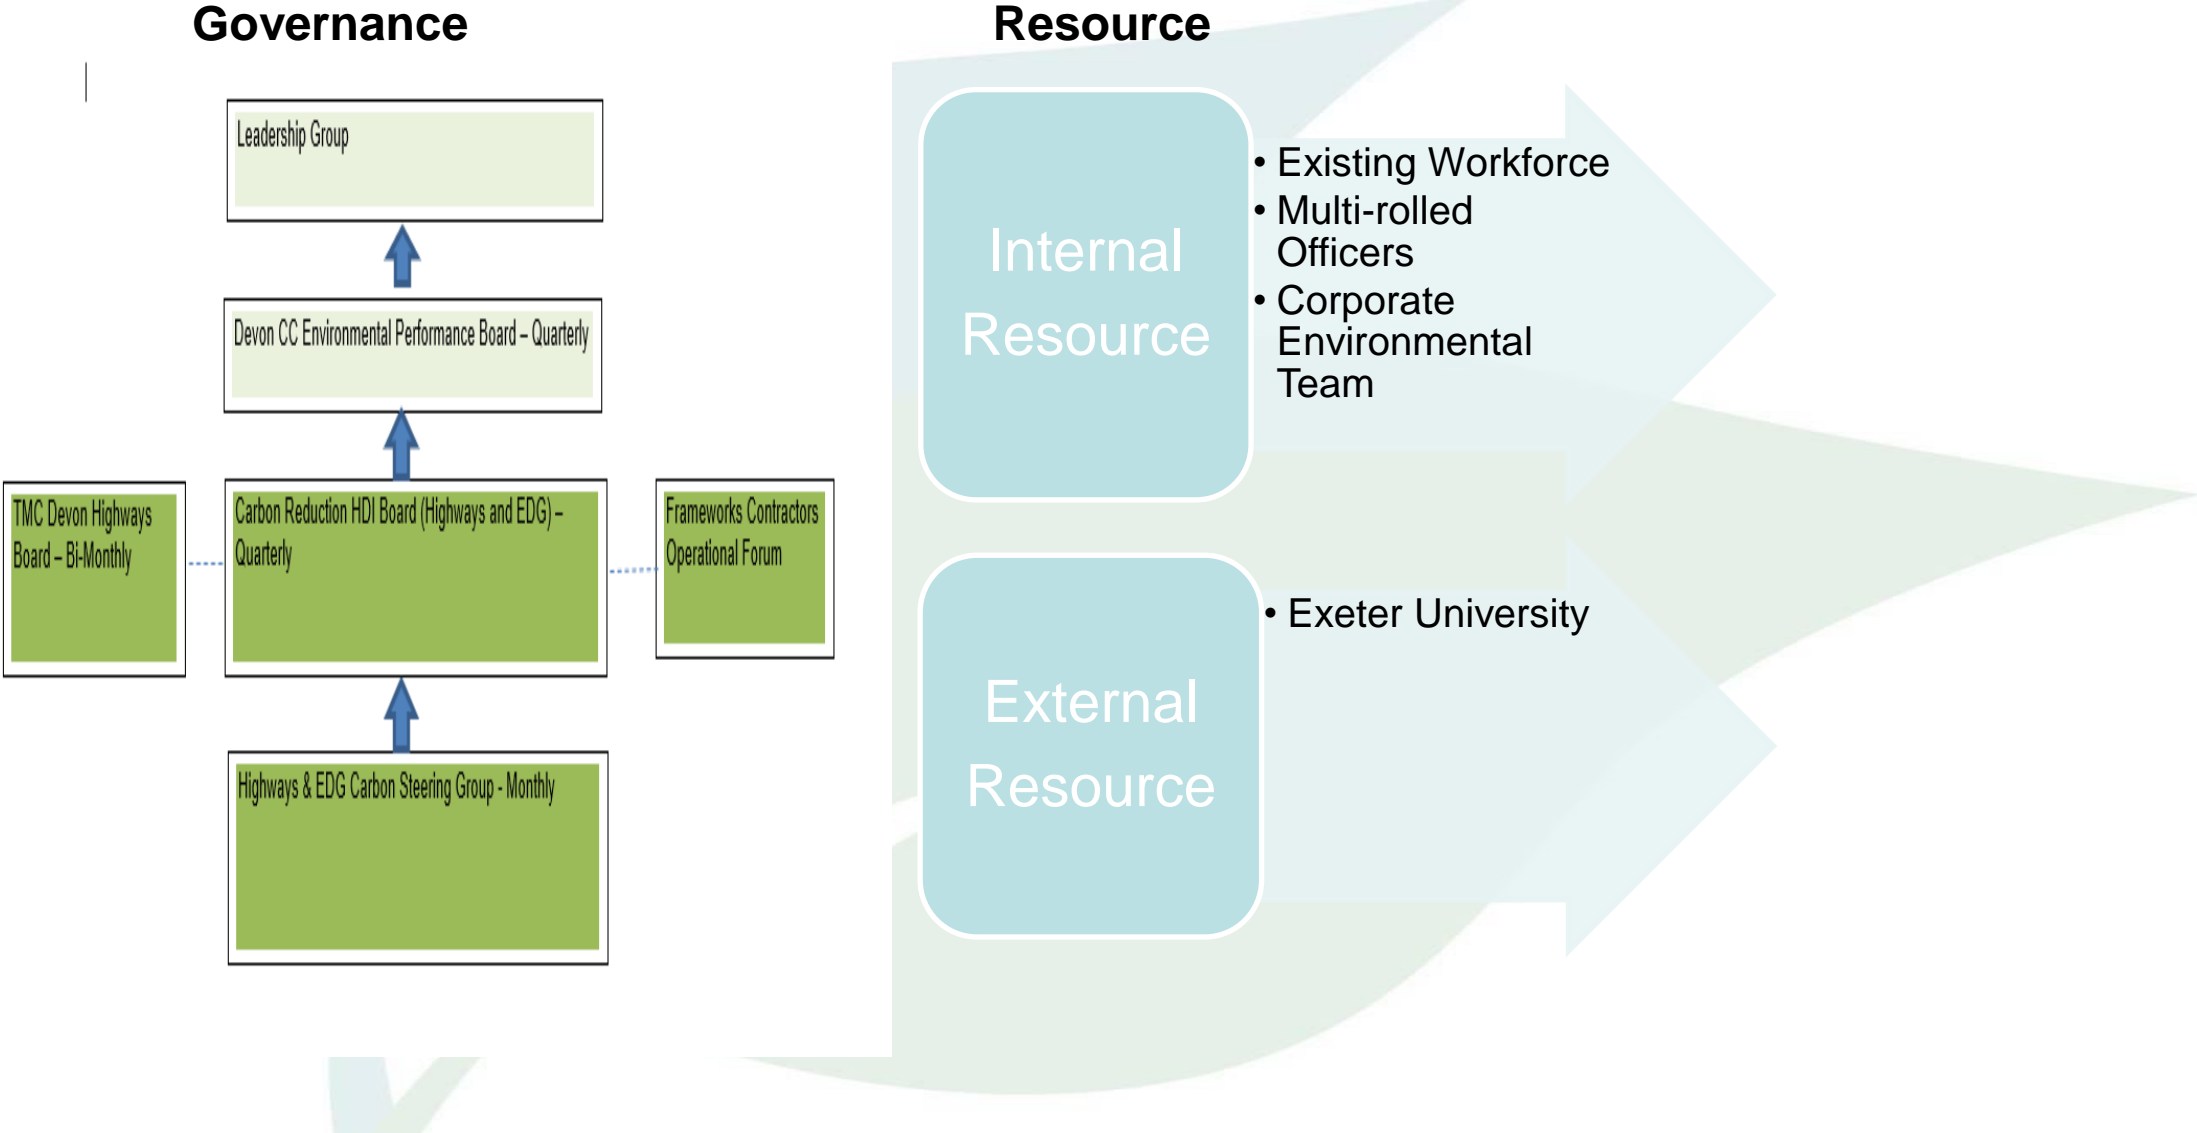 Governance
Leadership Group
Devon CC Environmental Performance Board – Quarterly
TMC Devon Highways
Board – Bi-Monthly
Carbon Reduction HDI Board (Highways and EDG) –
Quarterly
Frameworks Contractors
Operational Forum
Highways & EDG Carbon Steering Group - Monthly
Resource
Internal
Resource
• Existing Workforce
• Multi-rolled
Officers
• Corporate
Environmental
Team
External
Resource
• Exeter University